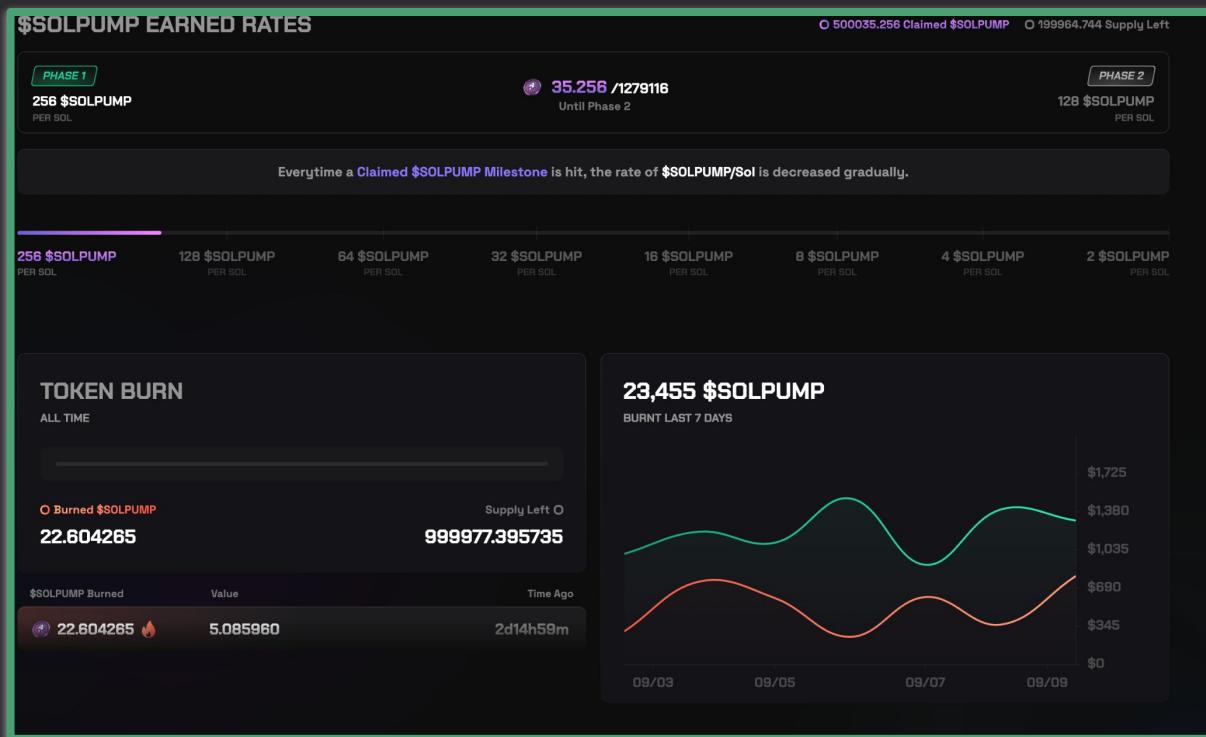 $SOLPUMP EARNED RATES
500035.256 Claimed $SOLPUMP
199964.744 Supply Left
PHASE 1
256 $SOLPUMP
PER SOL
35.256 /1279116
Until Phase 2
PHASE 2
128 $SOLPUMP
PER SOL
Everytime a Claimed $SOLPUMP Milestone is hit, the rate of $SOLPUMP/Sol is decreased gradually.
256 $SOLPUMP
PER SOL
128 $SOLPUMP
PER SOL
64 $SOLPUMP
PER SOL
32 $SOLPUMP
PER SOL
16 $SOLPUMP
PER SOL
8 $SOLPUMP
PER SOL
4 $SOLPUMP
PER SOL
2 $SOLPUMP
PER SOL
TOKEN BURN
ALL TIME
Burned $SOLPUMP
22.604265
Supply Left
999977.395735
$SOLPUMP Burned
Value
Time Ago
22.604265
5.085960
2d14h59m
23,455 $SOLPUMP
BURNT LAST 7 DAYS
$1,725
$1,380
$1,035
$690
$345
$0
09/03
09/05
09/07
09/09